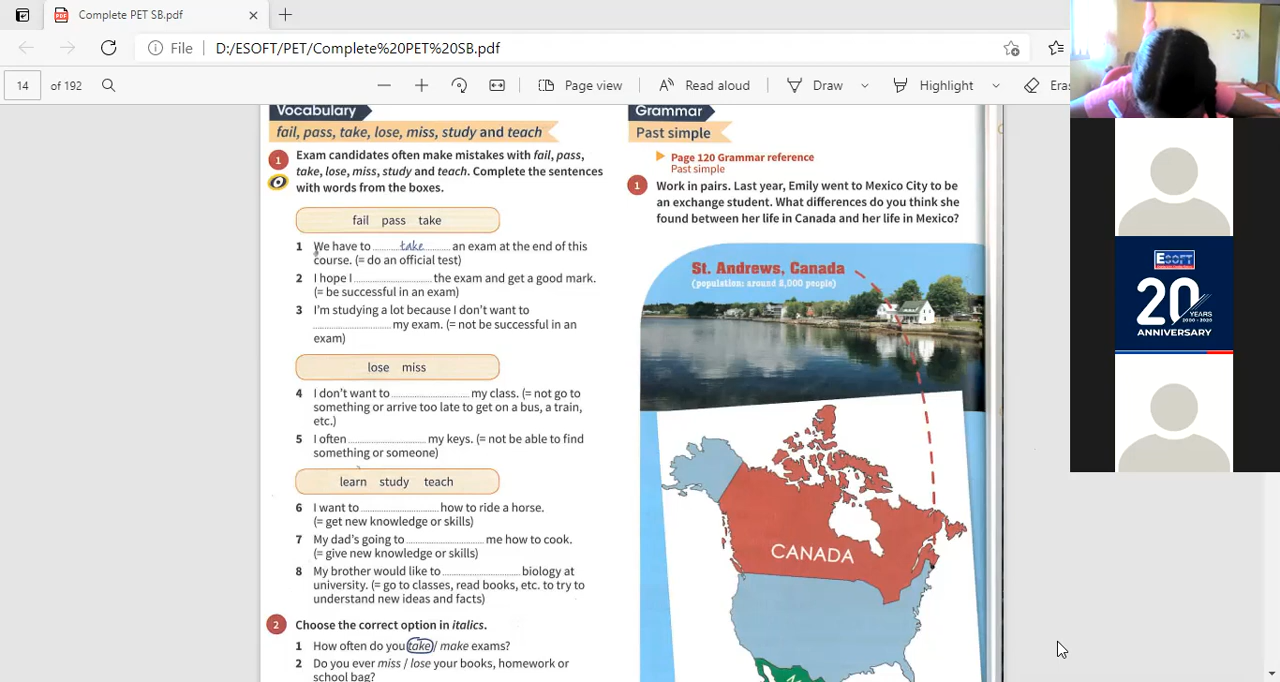 Complete PET SB.pdf
File D:/ESOFT/PET/Complete%20PET%20SB.pdf
14 of 192 Page view Read aloud Draw Highlight
Vocabulary
fail, pass, take, lose, miss, study and teach
1 Exam candidates often make mistakes with fail, pass,
take, lose, miss, study and teach. Complete the sentences
with words from the boxes.
fail pass take
1 We have to take an exam at the end of this
course. (= do an official test)
2 I hope I ........................ the exam and get a good mark.
(= be successful in an exam)
3 I'm studying a lot because I don't want to
........................ my exam. (= not be successful in an
exam)
lose miss
4 I don't want to ........................ my class. (= not go to
something or arrive too late to get on a bus, a train,
etc.)
5 I often ........................ my keys. (= not be able to find
something or someone)
learn study teach
6 I want to ........................ how to ride a horse.
(= get new knowledge or skills)
7 My dad's going to ........................ me how to cook.
(= give new knowledge or skills)
8 My brother would like to ........................ biology at
university. (= go to classes, read books, etc. to try to
understand new ideas and facts)
2 Choose the correct option in italics.
1 How often do you take / make exams?
2 Do you ever miss / lose your books, homework or
school bag?
Grammar
Past simple
Page 120 Grammar reference
Past simple
1 Work in pairs. Last year, Emily went to Mexico City to be
an exchange student. What differences do you think she
found between her life in Canada and her life in Mexico?
St. Andrews, Canada
(population: around 2,000 people)
CANADA
ESOFT
20 YEARS
2000 - 2020
ANNIVERSARY